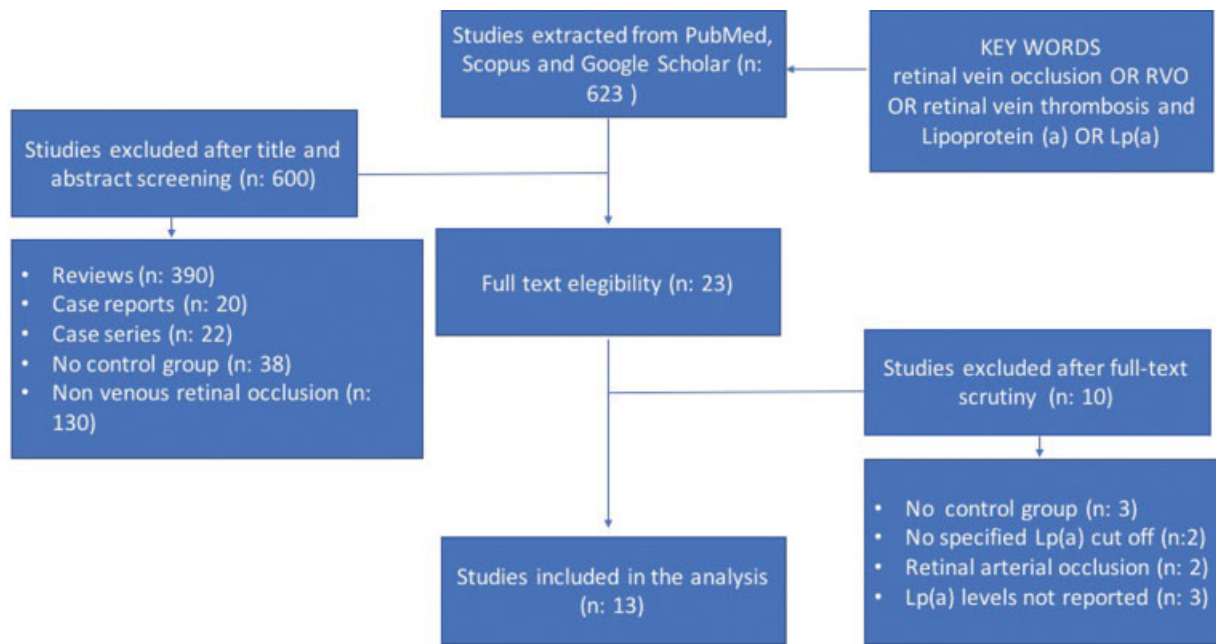 Studies extracted from PubMed,
Scopus and Google Scholar (n:
623 )
KEY WORDS
retinal vein occlusion OR RVO
OR retinal vein thrombosis and
Lipoprotein (a) OR Lp(a)
Stiudies excluded after title and
abstract screening (n: 600)
• Reviews (n: 390)
• Case reports (n: 20)
• Case series (n: 22)
• No control group (n: 38)
• Non venous retinal occlusion (n:
130)
Full text elegibility (n: 23)
Studies excluded after full-text
scrutiny (n: 10)
• No control group (n: 3)
• No specified Lp(a) cut off (n:2)
• Retinal arterial occlusion (n: 2)
• Lp(a) levels not reported (n: 3)
Studies included in the analysis
(n: 13)